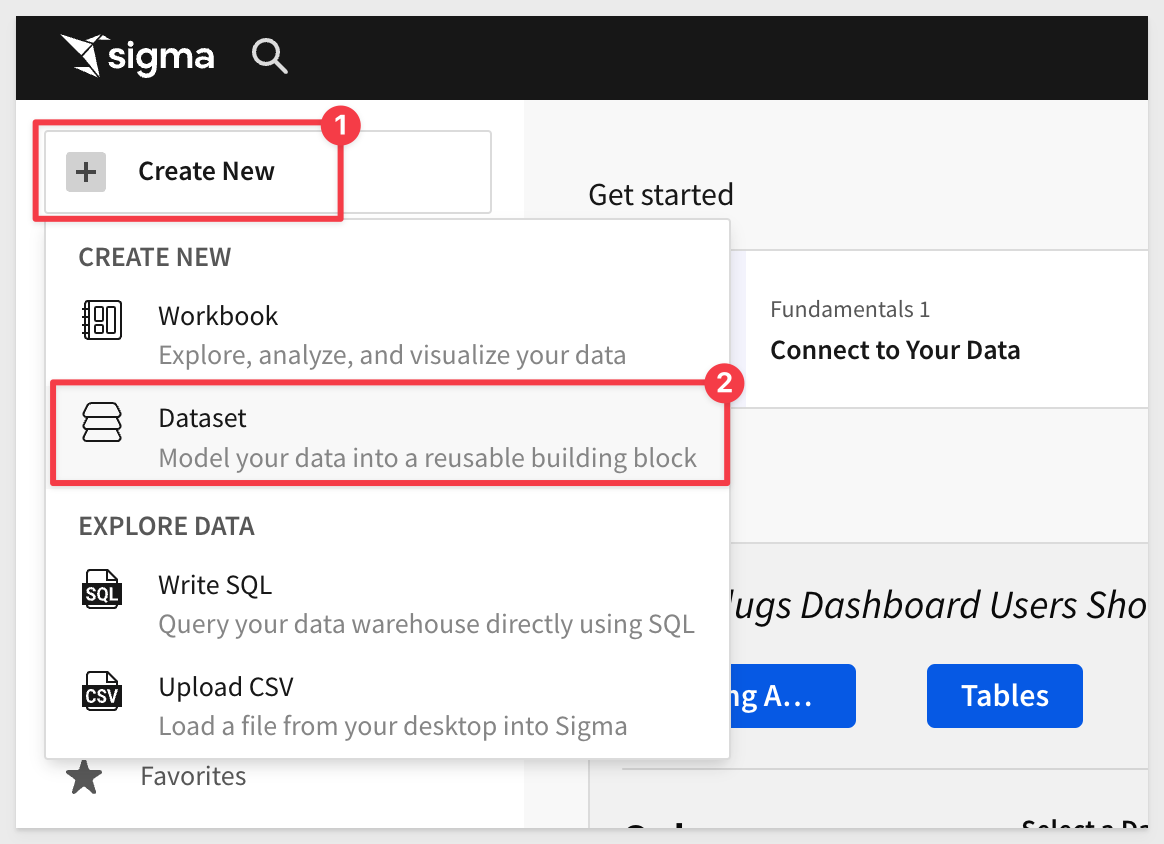 sigma
1
Create New
Get started
CREATE NEW
Workbook
Explore, analyze, and visualize your data
Fundamentals 1
Connect to Your Data
2
Dataset
Model your data into a reusable building block
EXPLORE DATA
SQL
Write SQL
Query your data warehouse directly using SQL
lugs Dashboard Users Sho
CSV
Upload CSV
Load a file from your desktop into Sigma
ng A...
Tables
Favorites
Select a Da